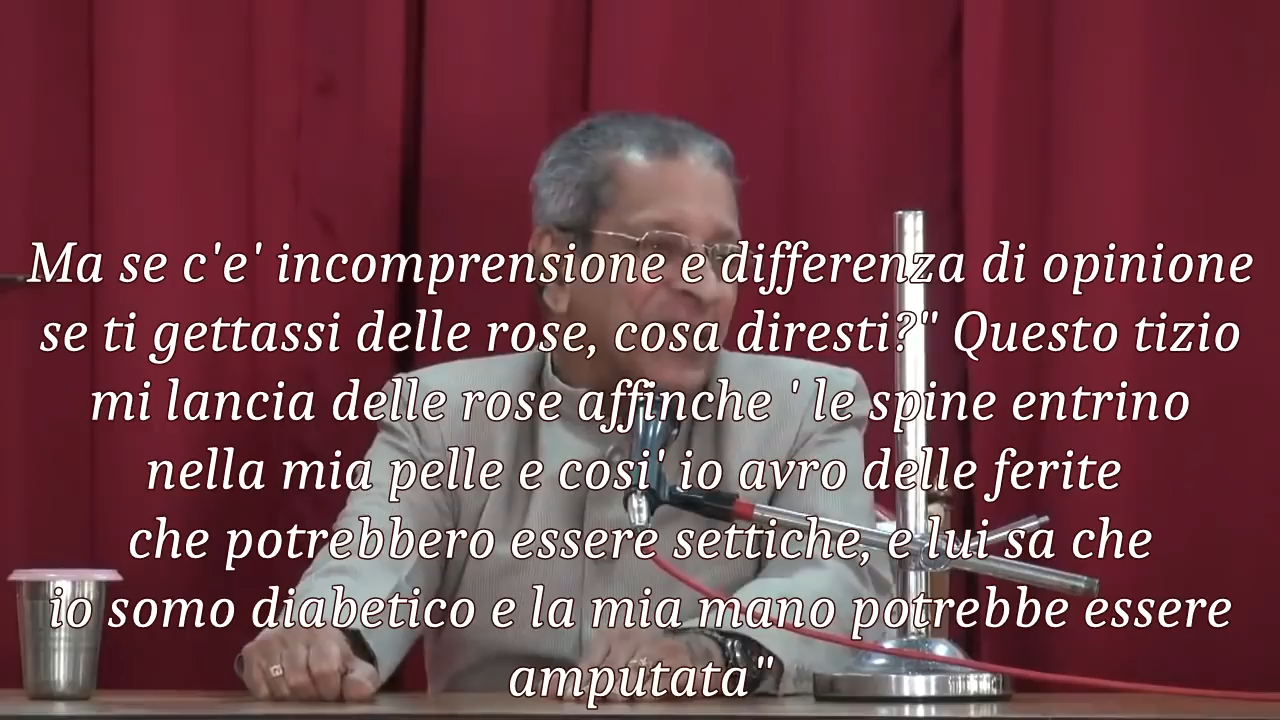 Ma se c'e' incomprensione e differenza di opinione
se ti gettassi delle rose, cosa diresti?" Questo tizio
mi lancia delle rose affinche ' le spine entrino
nella mia pelle e cosi' io avro delle ferite
che potrebbero essere settiche, e lui sa che
io somo diabetico e la mia mano potrebbe essere
amputata"